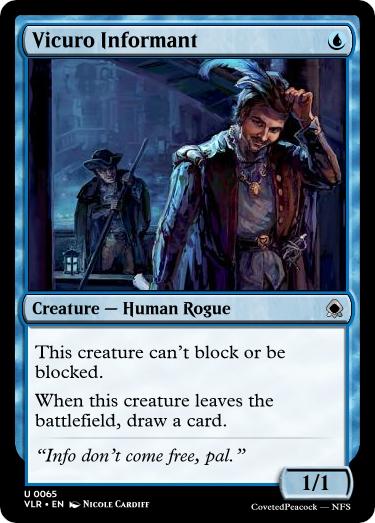 Vicuro Informant
Creature — Human Rogue
This creature can't block or be
blocked.
When this creature leaves the
battlefield, draw a card.
"Info don't come free, pal."
1/1
U 0065
VLR • EN Nicole Cardiff
CovetedPeacock — NFS